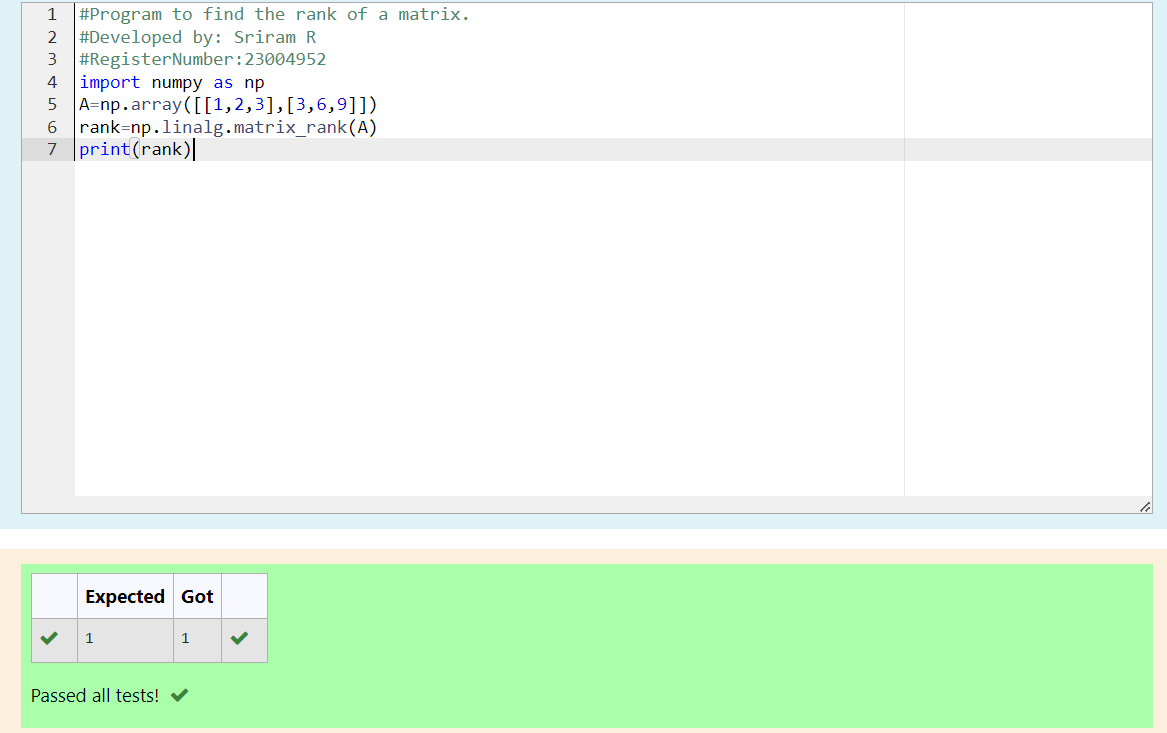 1 #Program to find the rank of a matrix.
2 #Developed by: Sriram R
3 #RegisterNumber:23004952
4 import numpy as np
5 A=np.array([[1,2,3],[3,6,9]])
6 rank=np.linalg.matrix_rank(A)
7 print(rank)
Expected Got
1 1
Passed all tests!